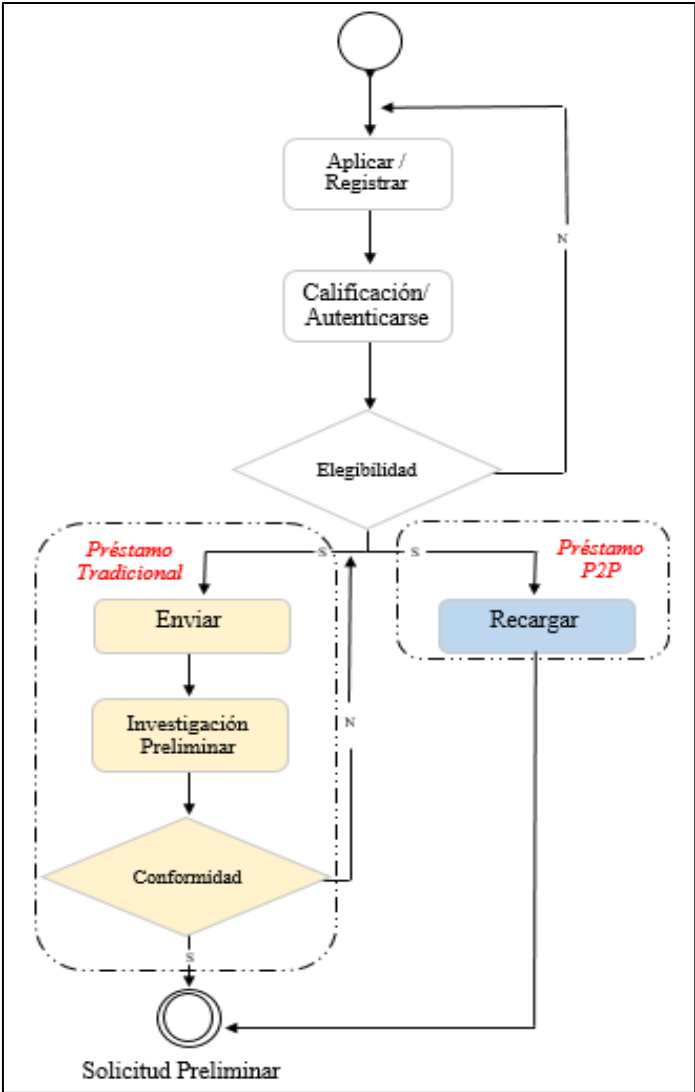 Aplicar /
Registrar
N
Calificación/
Autenticarse
Elegibilidad
S
S
Préstamo
Tradicional
Préstamo
P2P
Enviar
Recargar
Investigación
Preliminar
N
Conformidad
S
Solicitud Preliminar